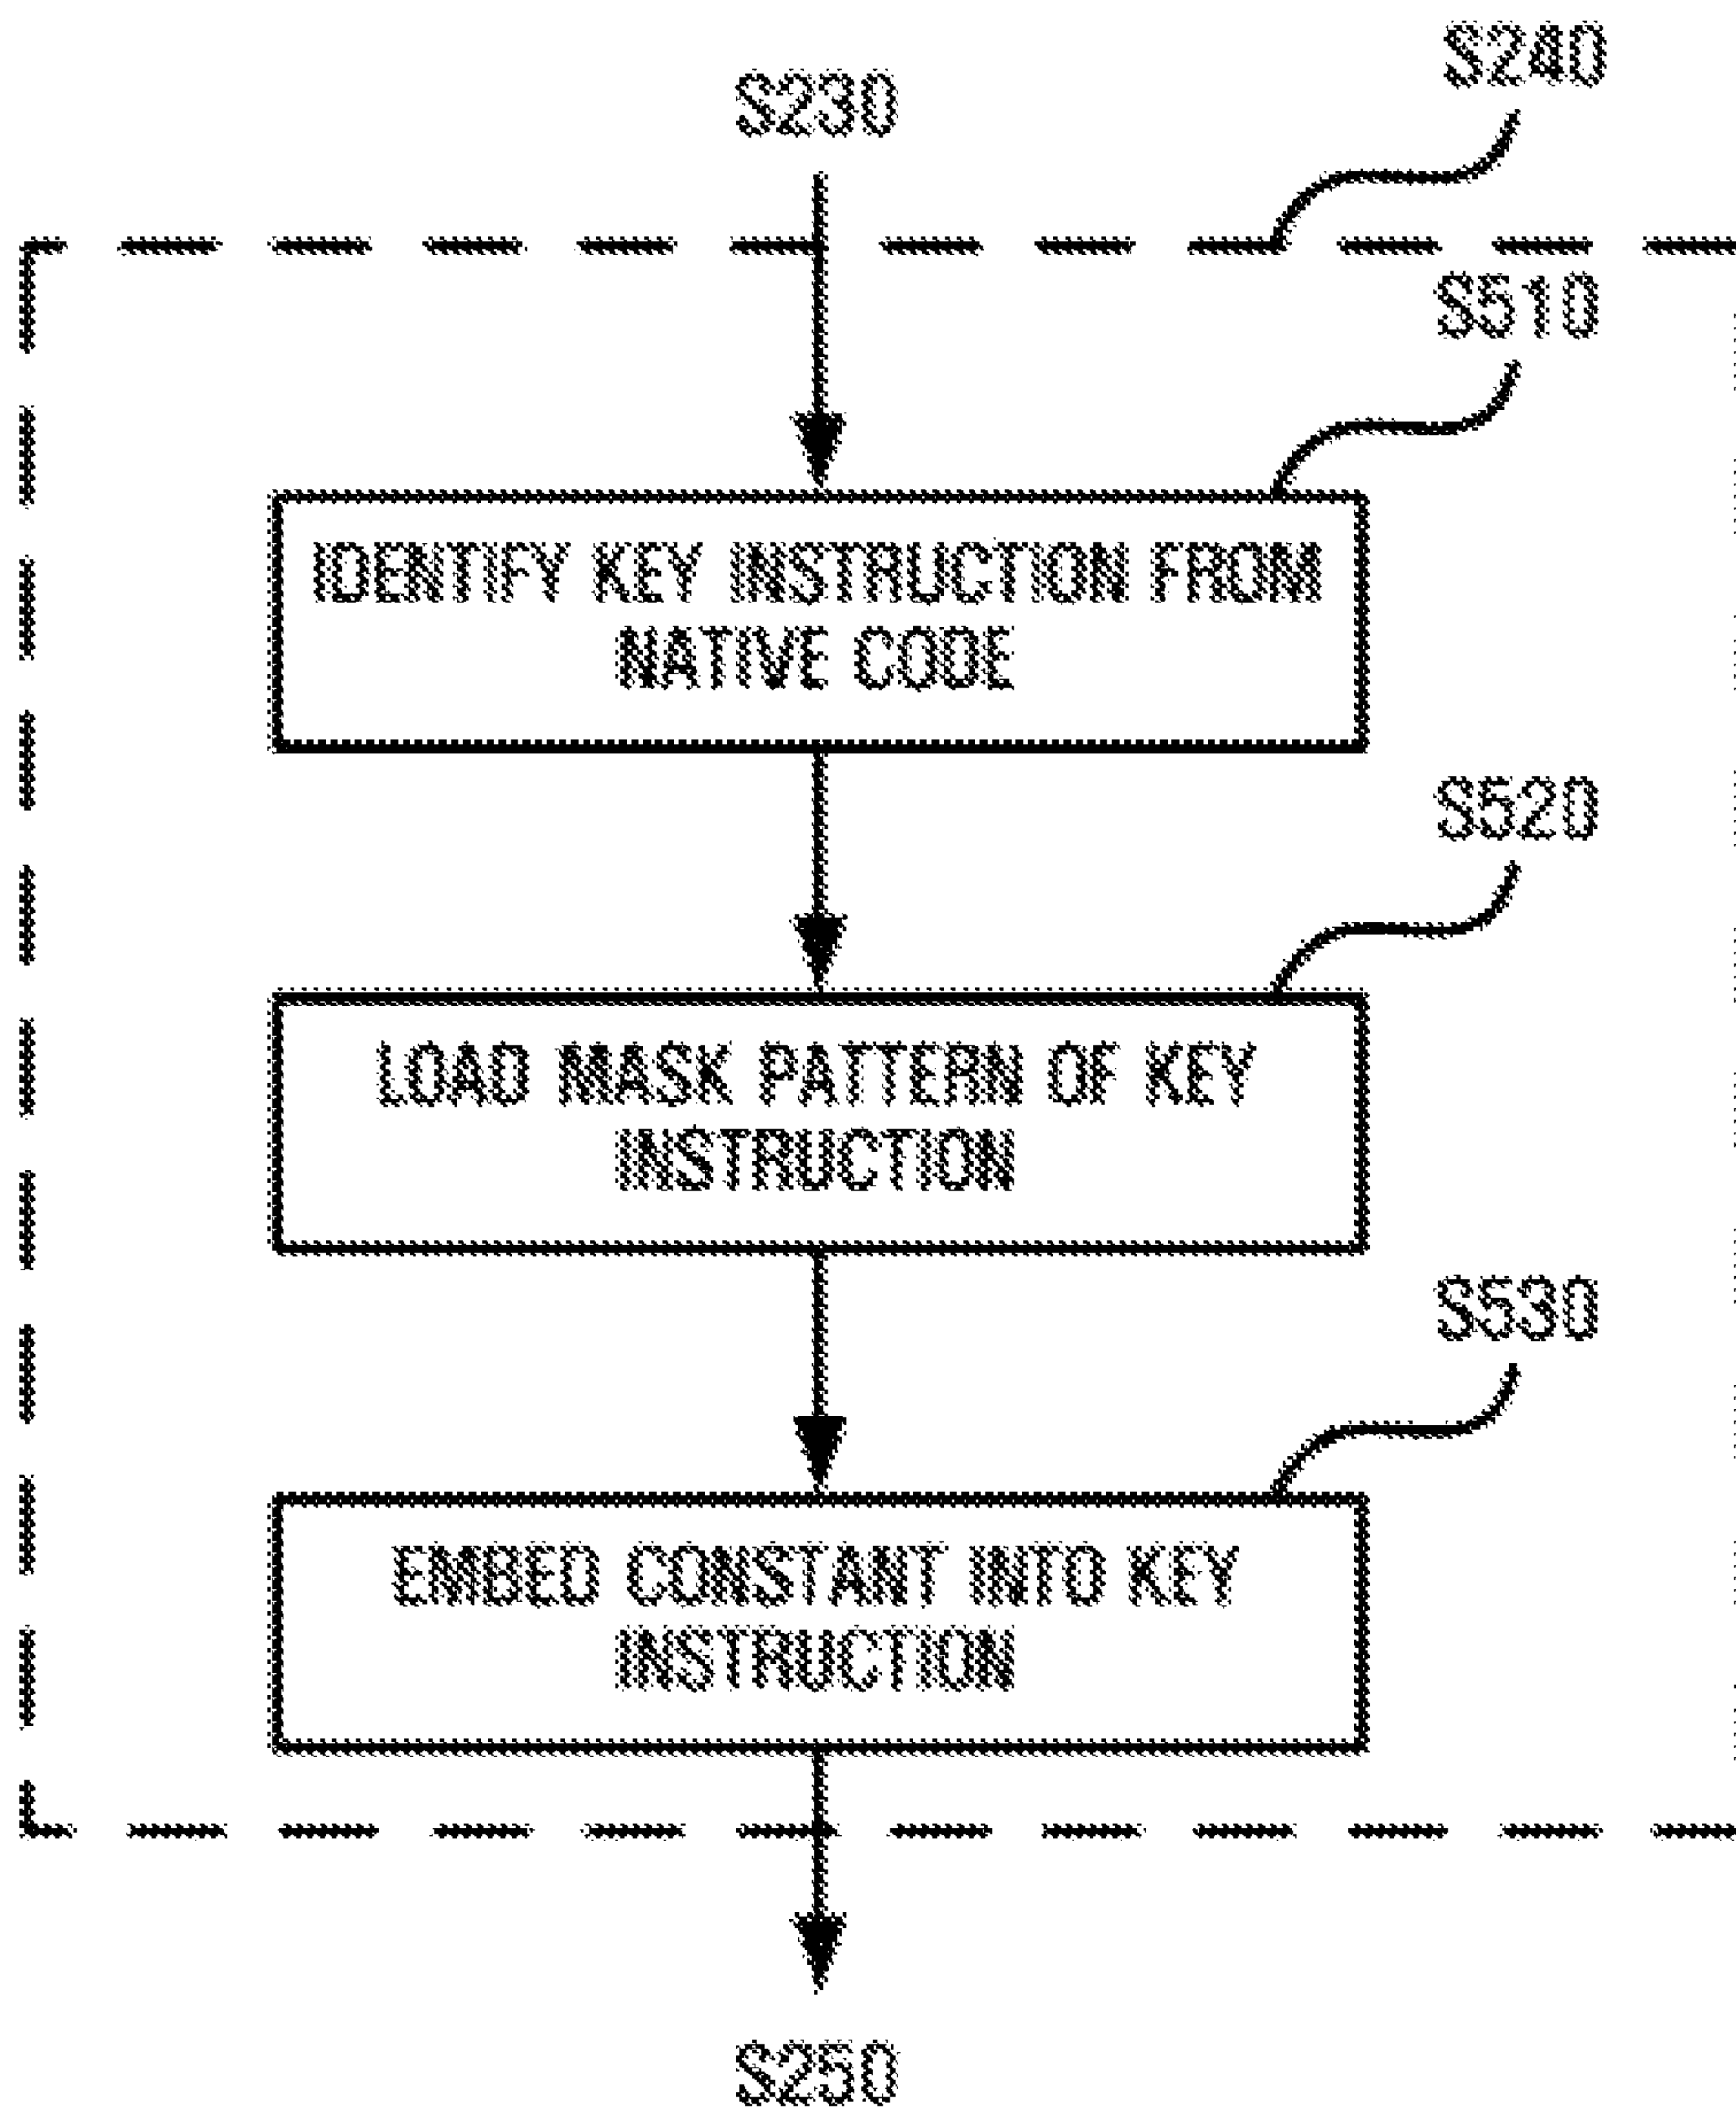 S240
S230
S510
IDENTIFY KEY INSTRUCTION FROM
NATIVE CODE
S520
LOAD MASK PATTERN OF KEY
INSTRUCTION
S530
EMBED CONSTANT INTO KEY
INSTRUCTION
S250